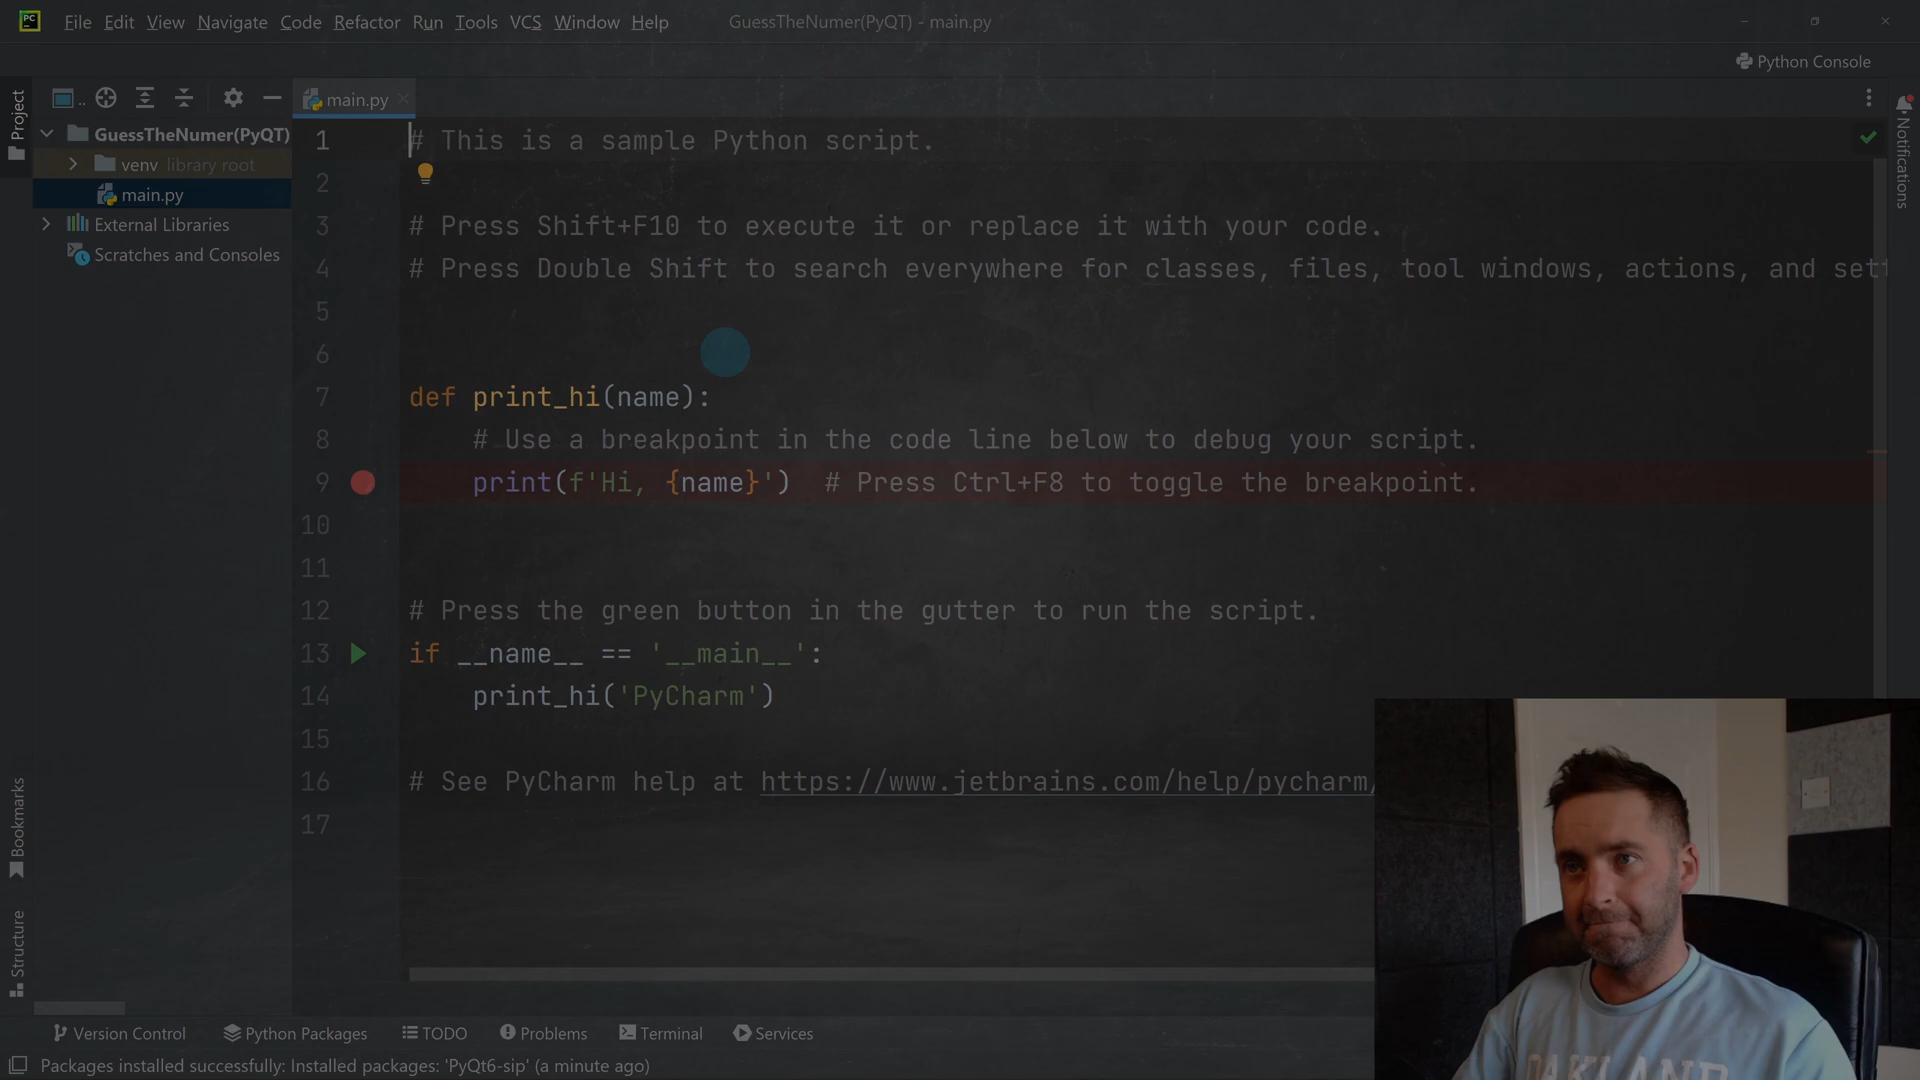 PC File Edit View Navigate Code Refactor Run Tools VCS Window Help GuessTheNumer(PyQT) - main.py
Python Console
Project
main.py
Notifications
GuessTheNumer(PyQT)
venv library root
main.py
External Libraries
Scratches and Consoles
1 # This is a sample Python script.
2
3 # Press Shift+F10 to execute it or replace it with your code.
4 # Press Double Shift to search everywhere for classes, files, tool windows, actions, and sett
5
6
7 def print_hi(name):
8 # Use a breakpoint in the code line below to debug your script.
9 print(f'Hi, {name}') # Press Ctrl+F8 to toggle the breakpoint.
10
11
12 # Press the green button in the gutter to run the script.
13 if __name__ == '__main__':
14 print_hi('PyCharm')
15
16 # See PyCharm help at https://www.jetbrains.com/help/pycharm/
17
Bookmarks
Structure
OAKLAND
Version Control Python Packages TODO Problems Terminal Services
Packages installed successfully: Installed packages: 'PyQt6-sip' (a minute ago)